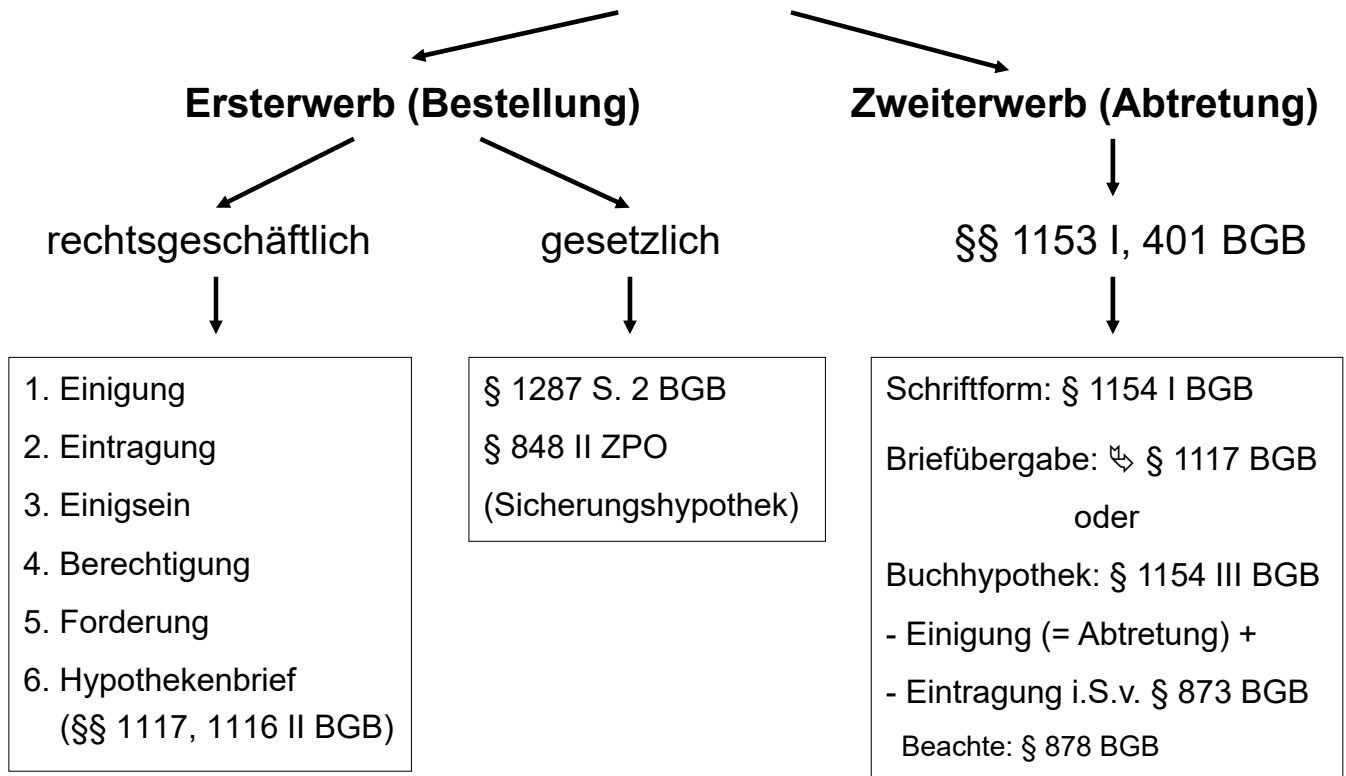 Ersterwerb (Bestellung)
Zweiterwerb (Abtretung)
rechtsgeschäftlich
gesetzlich
§§ 1153 I, 401 BGB
1. Einigung
2. Eintragung
3. Einigsein
4. Berechtigung
5. Forderung
6. Hypothekenbrief
(§§ 1117, 1116 II BGB)
§ 1287 S. 2 BGB
§ 848 II ZPO
(Sicherungshypothek)
Schriftform: § 1154 I BGB
Briefübergabe: ⮱ § 1117 BGB
oder
Buchhypothek: § 1154 III BGB
- Einigung (= Abtretung) +
- Eintragung i.S.v. § 873 BGB
Beachte: § 878 BGB